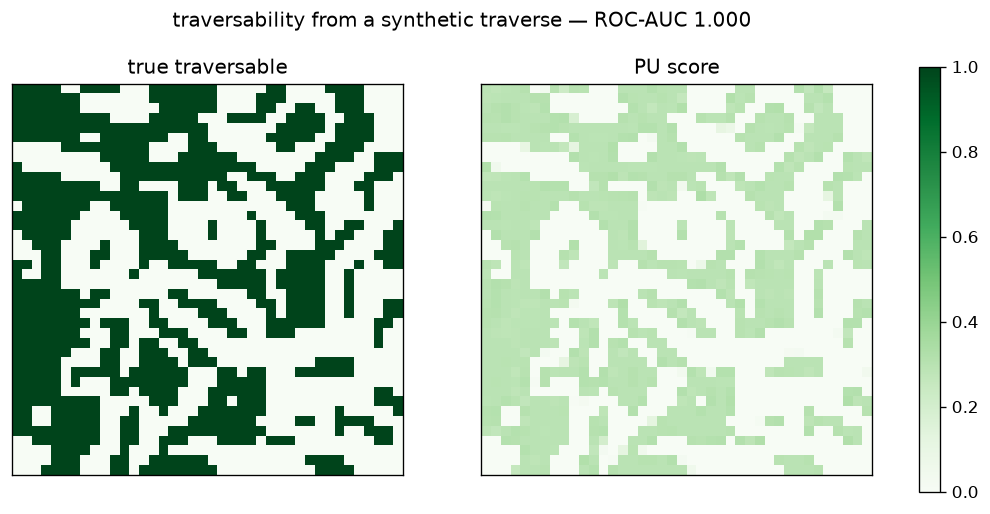 traversability from a synthetic traverse — ROC-AUC 1.000
true traversable
PU score
1.0
0.8
0.6
0.4
0.2
0.0